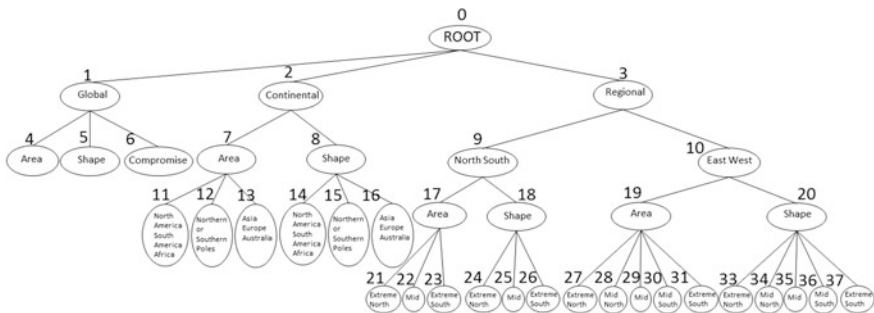 0
ROOT
1
2
3
Global
Continental
Regional
4
5
6
7
8
9
10
Area
Shape
Compromise
Area
Shape
North South
East West
11
12
13
14
15
16
17
18
19
20
North
America
South
America
Africa
Northern
or
Southern
Poles
Asia
Europe
Australia
North
America
South
America
Africa
Northern
or
Southern
Poles
Asia
Europe
Australia
Area
Shape
Area
Shape
21
22
23
24
25
26
27
28
29
30
31
33
34
35
36
37
Extreme
North
Mid
Extreme
South
Extreme
North
Mid
Extreme
South
Extreme
North
Mid
North
Mid
Mid
South
Extreme
South
Extreme
North
Mid
North
Mid
Mid
South
Extreme
South